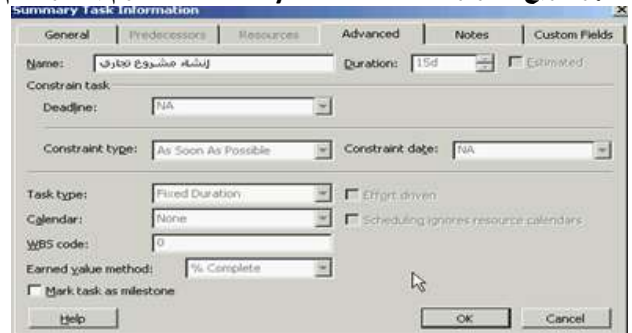 Summary Task Information
General Predecessors Resources Advanced Notes Custom Fields
Name: إنشاء مشروع تجارى Duration: 15d Estimated
Constrain task
Deadline: NA
Constraint type: As Soon As Possible Constraint date: NA
Task type: Fixed Duration Effort driven
Calendar: None Scheduling ignores resource calendars
WBS code: 0
Earned value method: % Complete
Mark task as milestone
Help OK Cancel